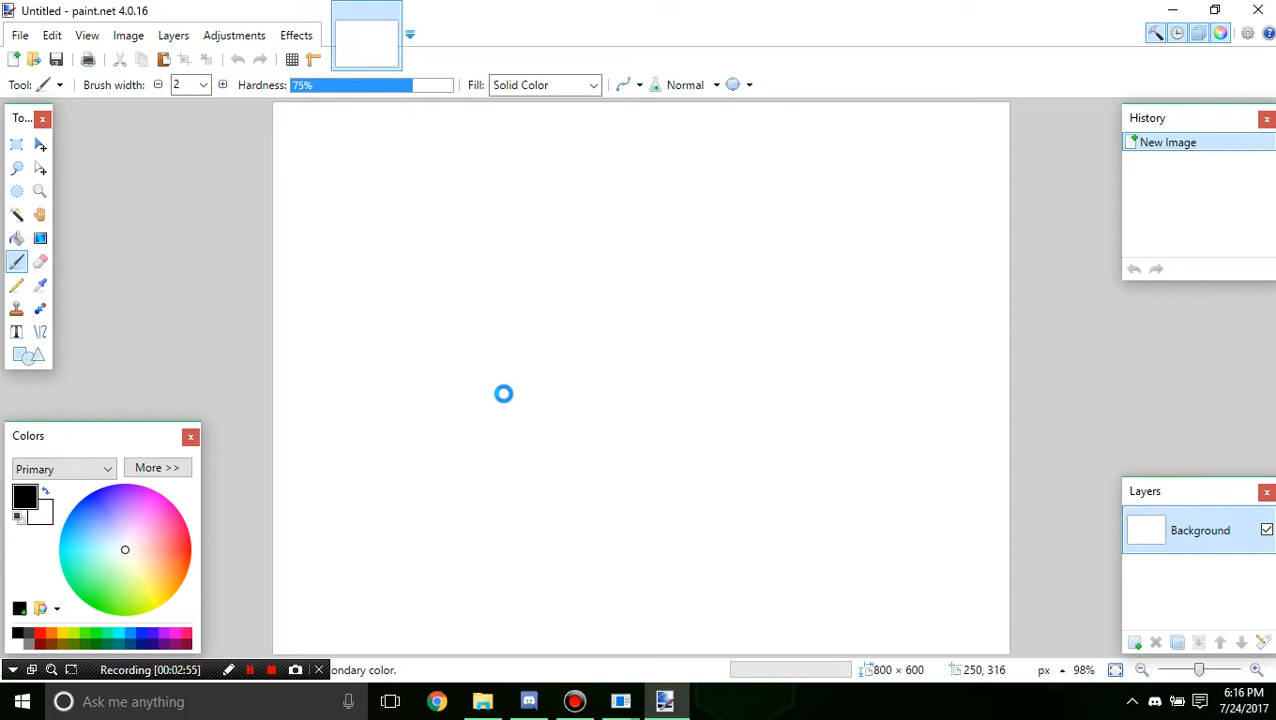 Untitled - paint.net 4.0.16
File Edit View Image Layers Adjustments Effects
Tool: Brush width: 2 Hardness: 75% Fill: Solid Color Normal
To...
History
New Image
Colors
Primary More >>
Layers
Background
Recording [00:02:55] ondary color. 800 × 600 250, 316 px 98%
Ask me anything 6:16 PM
7/24/2017